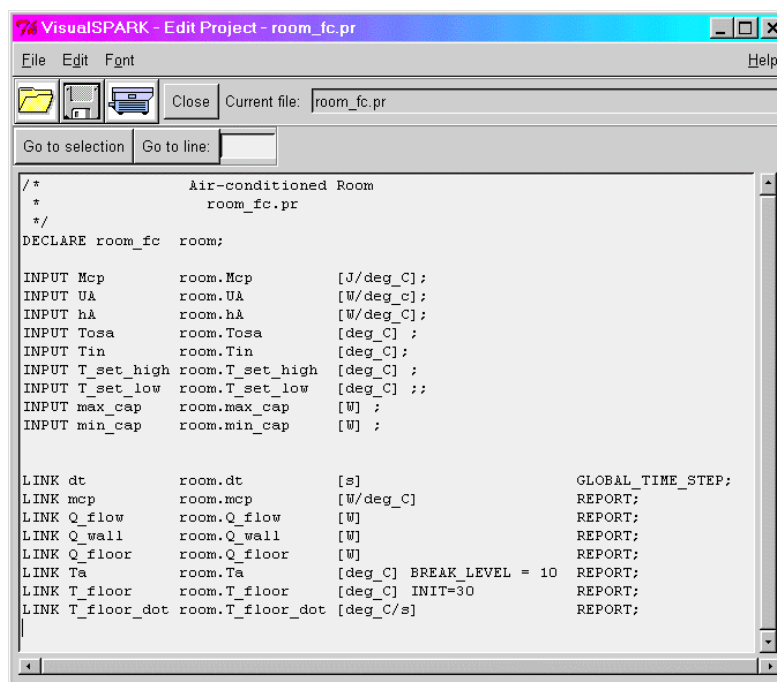 VisualSPARK - Edit Project - room_fc.pr
File Edit Font Help
Close Current file: room_fc.pr
Go to selection Go to line:
/* Air-conditioned Room
* room_fc.pr
*/
DECLARE room_fc room;
INPUT Mcp room.Mcp [J/deg_C];
INPUT UA room.UA [W/deg_c];
INPUT hA room.hA [W/deg_C];
INPUT Tosa room.Tosa [deg_C] ;
INPUT Tin room.Tin [deg_C];
INPUT T_set_high room.T_set_high [deg_C] ;
INPUT T_set_low room.T_set_low [deg_C] ;;
INPUT max_cap room.max_cap [W] ;
INPUT min_cap room.min_cap [W] ;
LINK dt room.dt [s] GLOBAL_TIME_STEP;
LINK mcp room.mcp [W/deg_C] REPORT;
LINK Q_flow room.Q_flow [W] REPORT;
LINK Q_wall room.Q_wall [W] REPORT;
LINK Q_floor room.Q_floor [W] REPORT;
LINK Ta room.Ta [deg_C] BREAK_LEVEL = 10 REPORT;
LINK T_floor room.T_floor [deg_C] INIT=30 REPORT;
LINK T_floor_dot room.T_floor_dot [deg_C/s] REPORT;